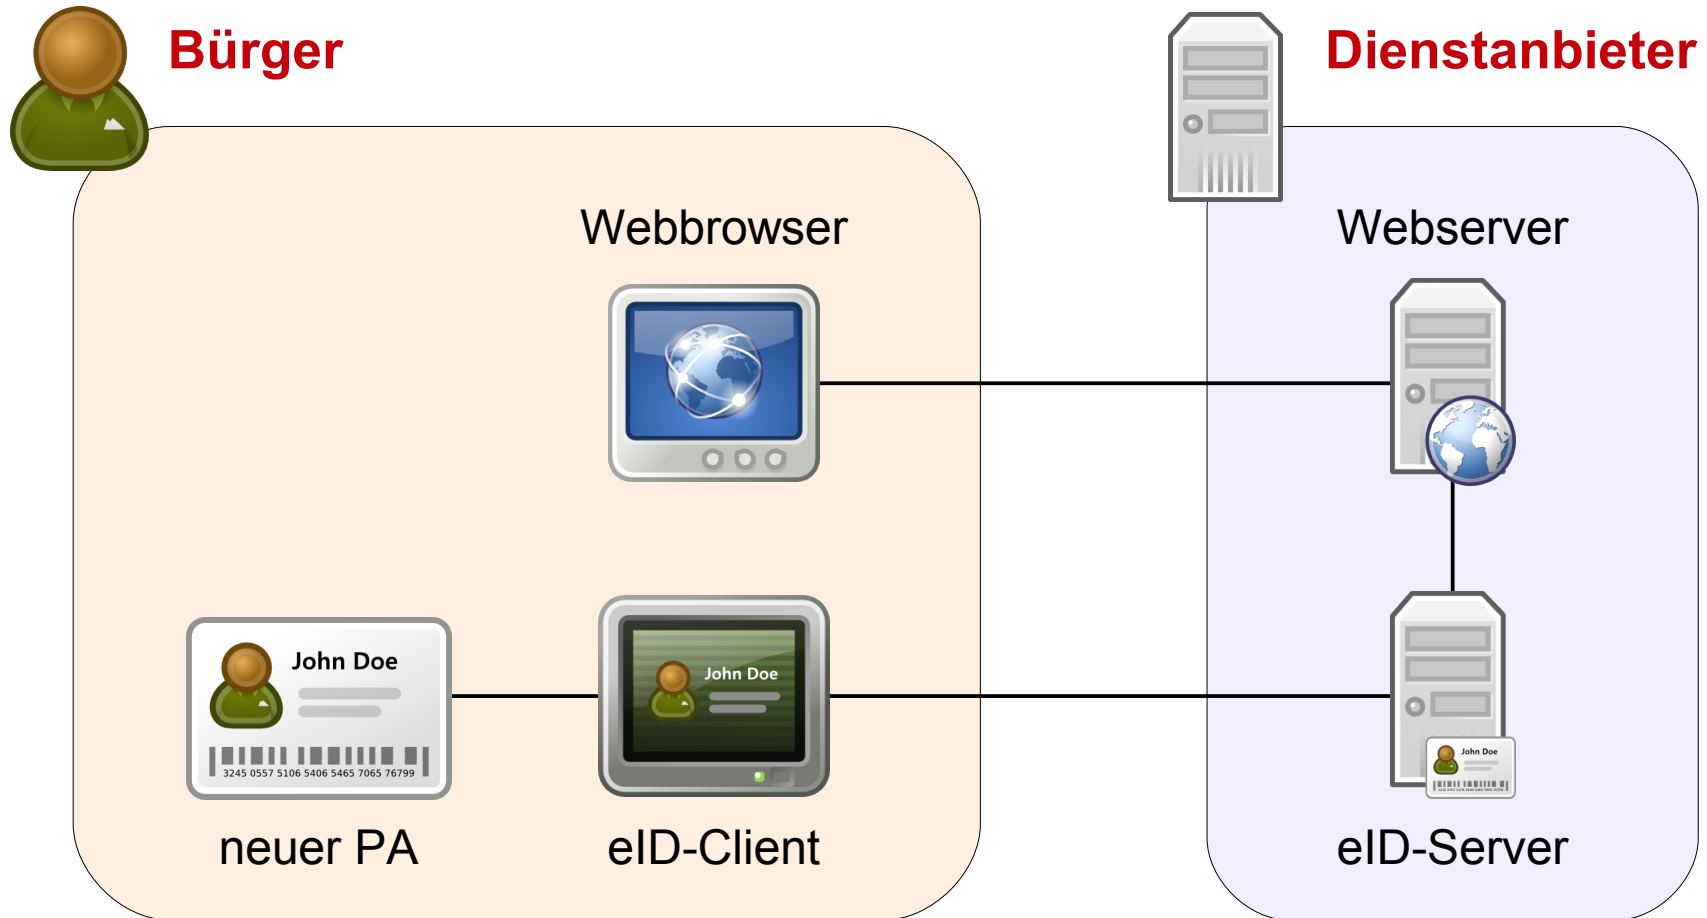 Bürger
Dienstanbieter
Webbrowser
Webserver
John Doe
3245 0557 5106 5406 5465 7065 76799
John Doe
John Doe
neuer PA
eID-Client
eID-Server